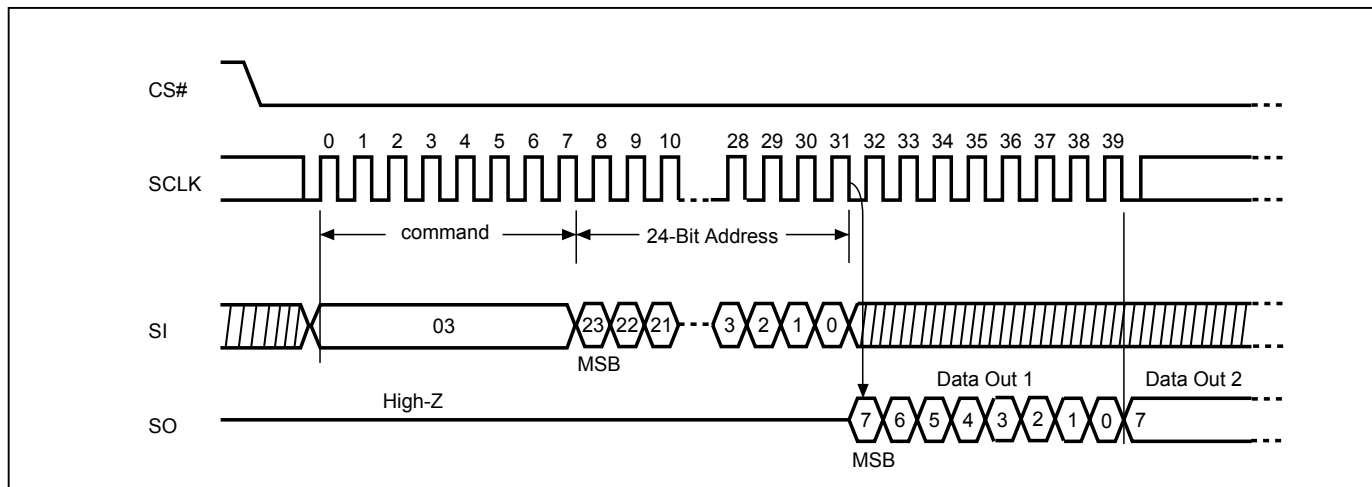 CS#
0 1 2 3 4 5 6 7 8 9 10 28 29 30 31 32 33 34 35 36 37 38 39
SCLK
command 24-Bit Address
SI 03 23 22 21 3 2 1 0
MSB
Data Out 1 Data Out 2
High-Z
SO 7 6 5 4 3 2 1 0 7
MSB